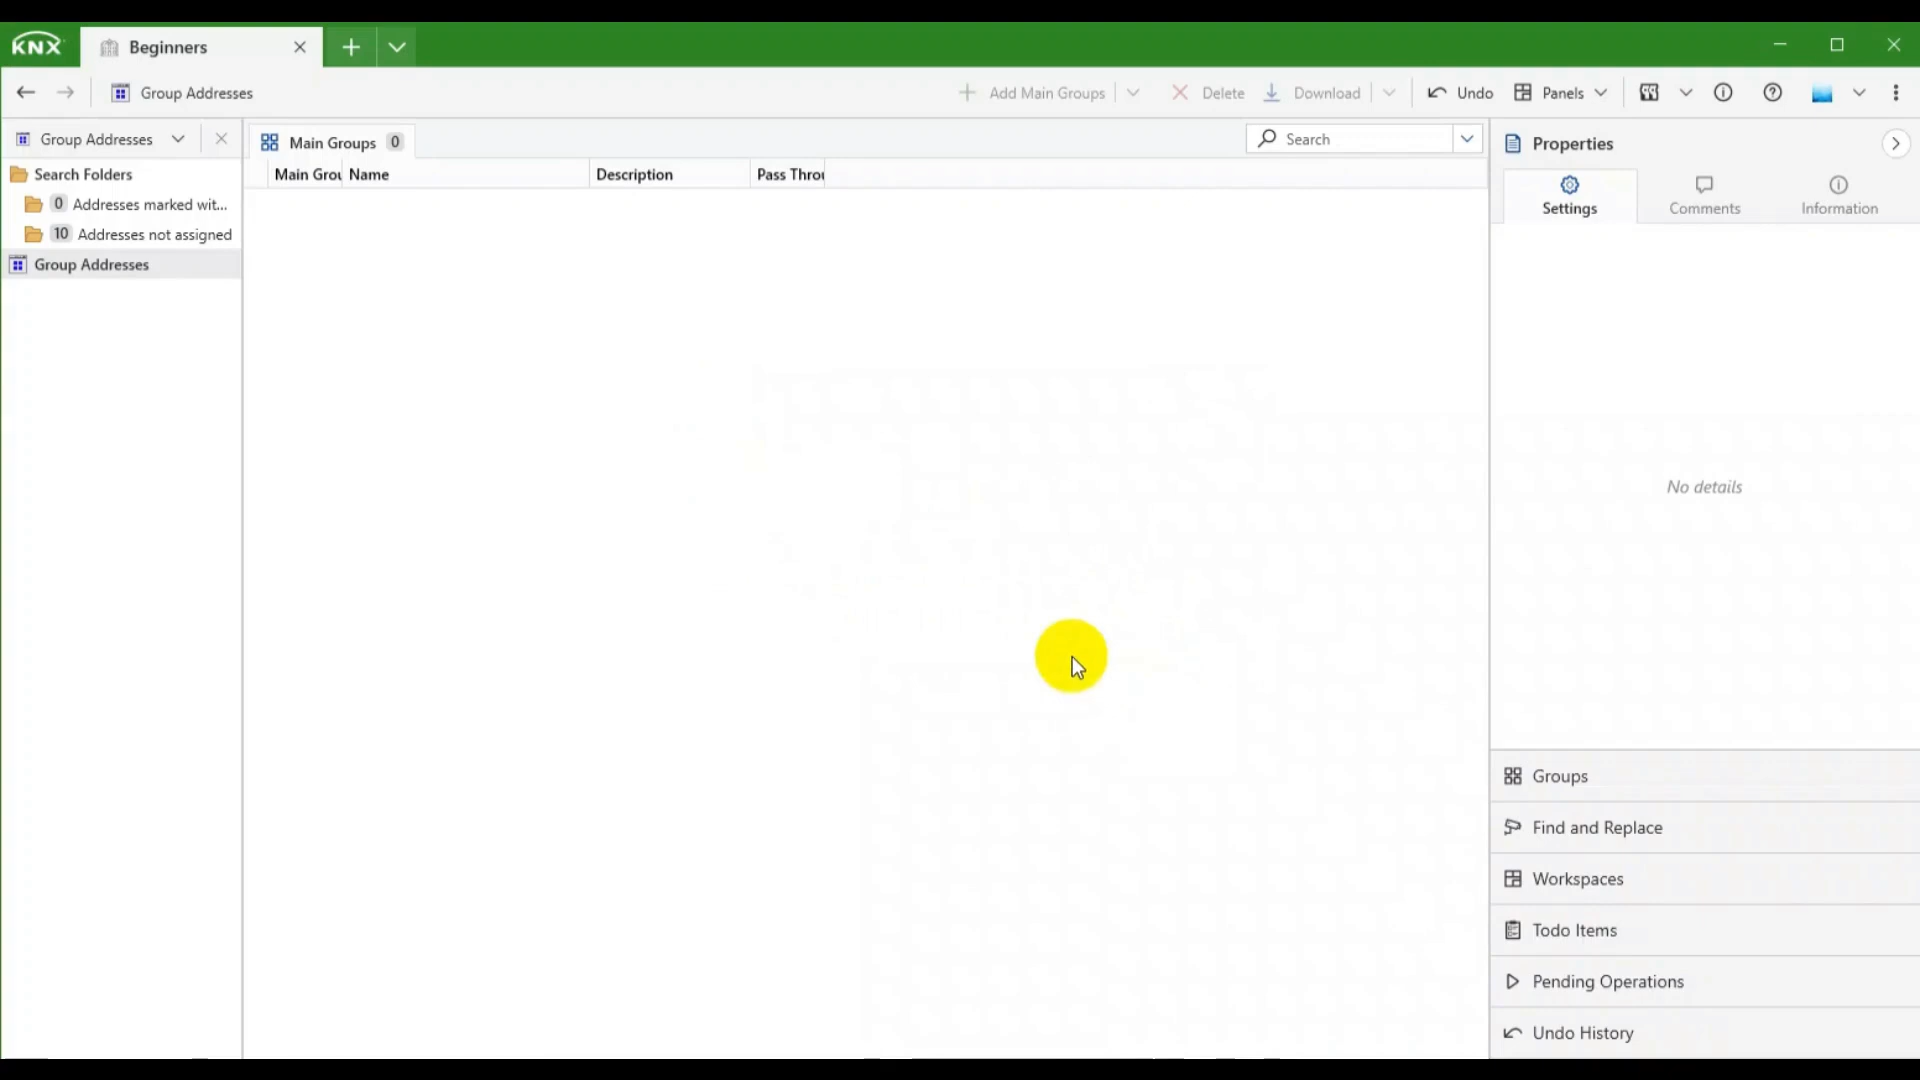 KNX
Beginners
Group Addresses
Add Main Groups
Delete
Download
Undo
Panels
Group Addresses
Main Groups 0
Search
Properties
Search Folders
Main Grou Name Description Pass Throu
0 Addresses marked wit...
10 Addresses not assigned
Group Addresses
Settings
Comments
Information
No details
Groups
Find and Replace
Workspaces
Todo Items
Pending Operations
Undo History